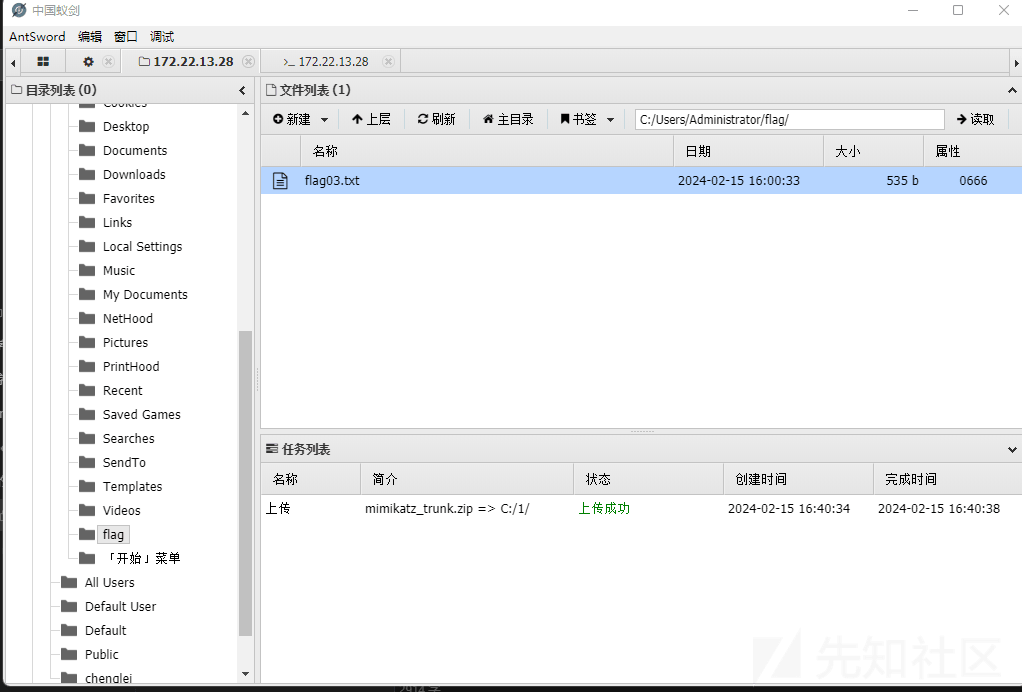 中国蚁剑
AntSword 编辑 窗口 调试
172.22.13.28 >_ 172.22.13.28
目录列表 (0)
Cookies
Desktop
Documents
Downloads
Favorites
Links
Local Settings
Music
My Documents
NetHood
Pictures
PrintHood
Recent
Saved Games
Searches
SendTo
Templates
Videos
flag
「开始」菜单
All Users
Default User
Default
Public
chenglei
文件列表 (1)
新建 上层 刷新 主目录 书签 C:/Users/Administrator/flag/ 读取
名称 日期 大小 属性
flag03.txt 2024-02-15 16:00:33 535 b 0666
任务列表
名称 简介 状态 创建时间 完成时间
上传 mimikatz_trunk.zip => C:/1/ 上传成功 2024-02-15 16:40:34 2024-02-15 16:40:38
先知社区